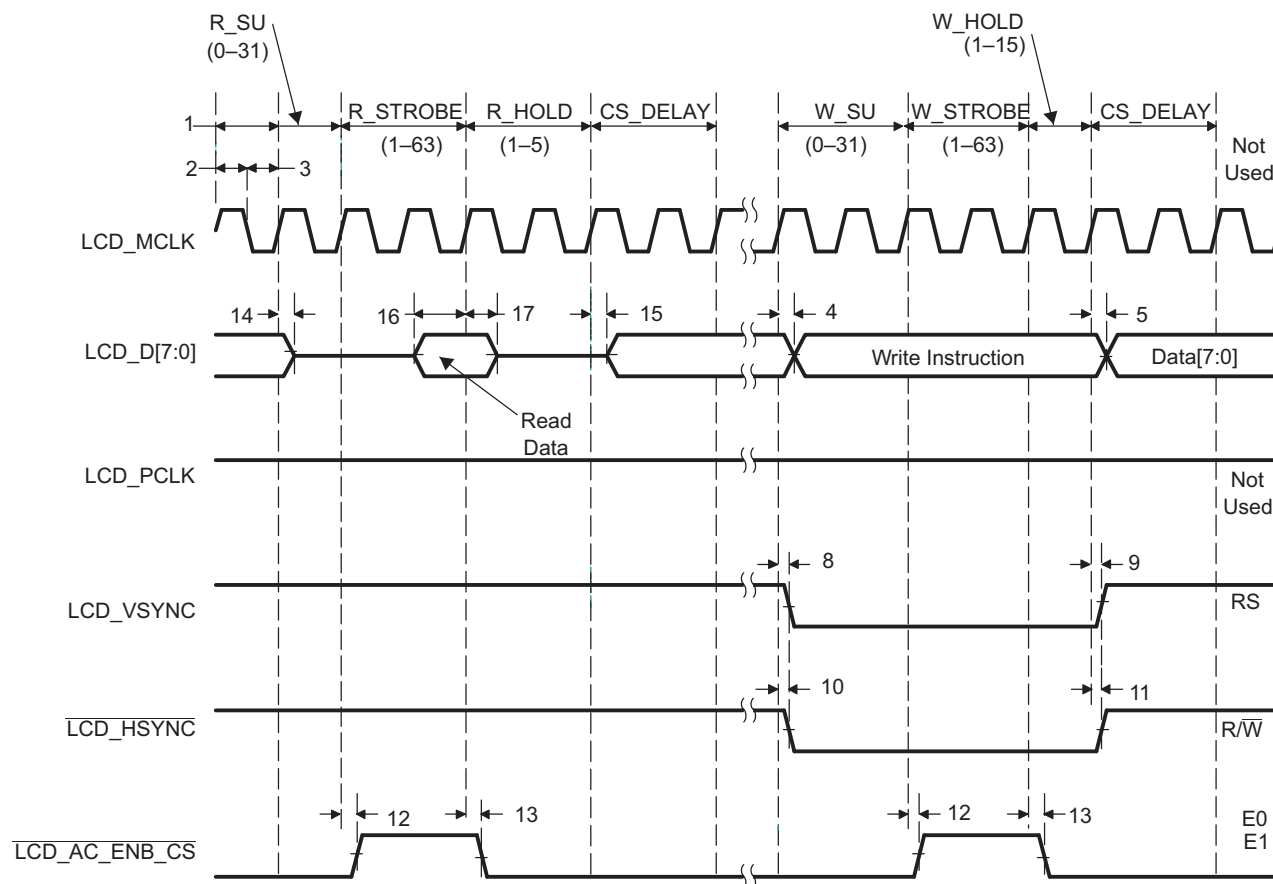 R_SU
(0–31)
W_HOLD
(1–15)
1
R_STROBE
R_HOLD
CS_DELAY
W_SU
W_STROBE
CS_DELAY
(1–63)
(1–5)
(0–31)
(1–63)
Not
Used
2
3
LCD_MCLK
14
16
17
15
4
5
LCD_D[7:0]
Write Instruction
Data[7:0]
Read
Data
LCD_PCLK
Not
Used
8
9
LCD_VSYNC
RS
10
11
LCD_HSYNC
R/W
12
13
12
13
E0
E1
LCD_AC_ENB_CS